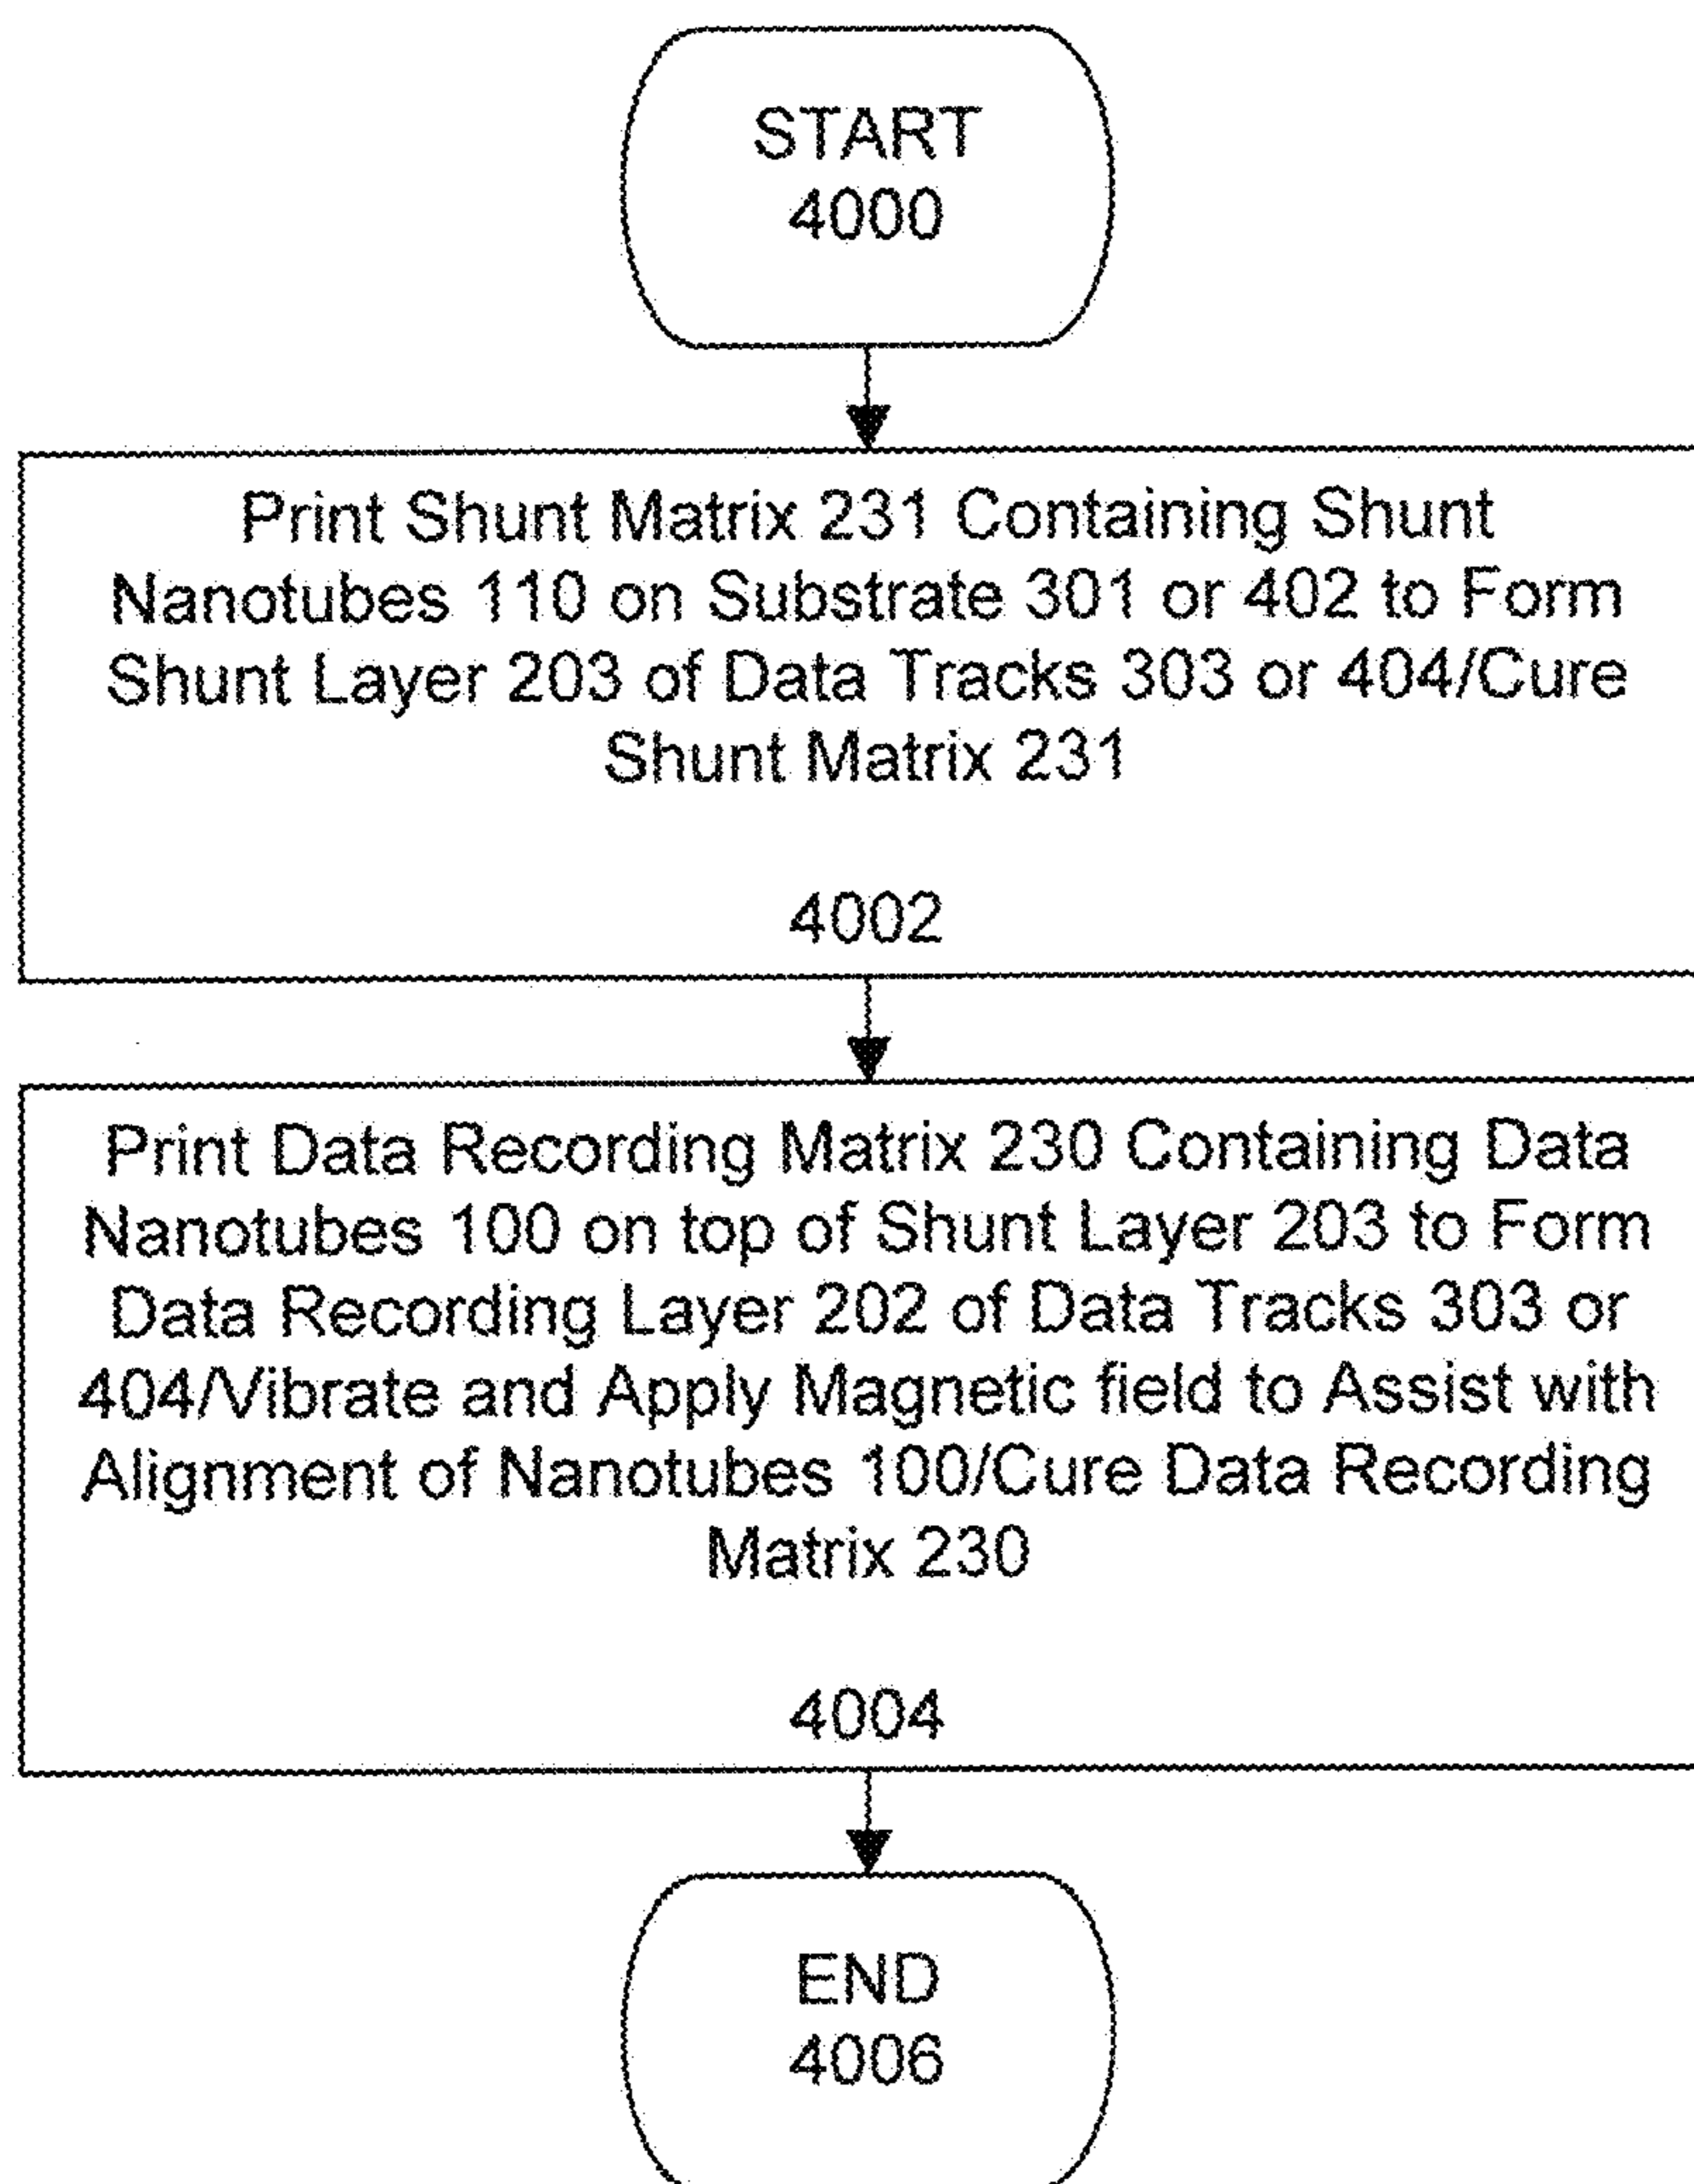 START
4000
Print Shunt Matrix 231 Containing Shunt
Nanotubes 110 on Substrate 301 or 402 to Form
Shunt Layer 203 of Data Tracks 303 or 404/Cure
Shunt Matrix 231
4002
Print Data Recording Matrix 230 Containing Data
Nanotubes 100 on top of Shunt Layer 203 to Form
Data Recording Layer 202 of Data Tracks 303 or
404/Vibrate and Apply Magnetic field to Assist with
Alignment of Nanotubes 100/Cure Data Recording
Matrix 230
4004
END
4006